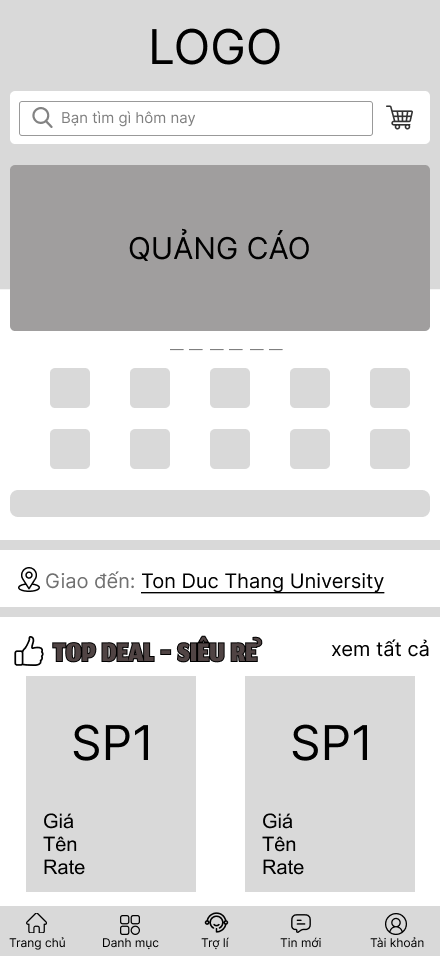 LOGO
Bạn tìm gì hôm nay
QUẢNG CÁO
Giao đến: Ton Duc Thang University
TOP DEAL - SIÊU RẺ xem tất cả
SP1 SP1
Giá Giá
Tên Tên
Rate Rate
Trang chủ Danh mục Trợ lí Tin mới Tài khoản